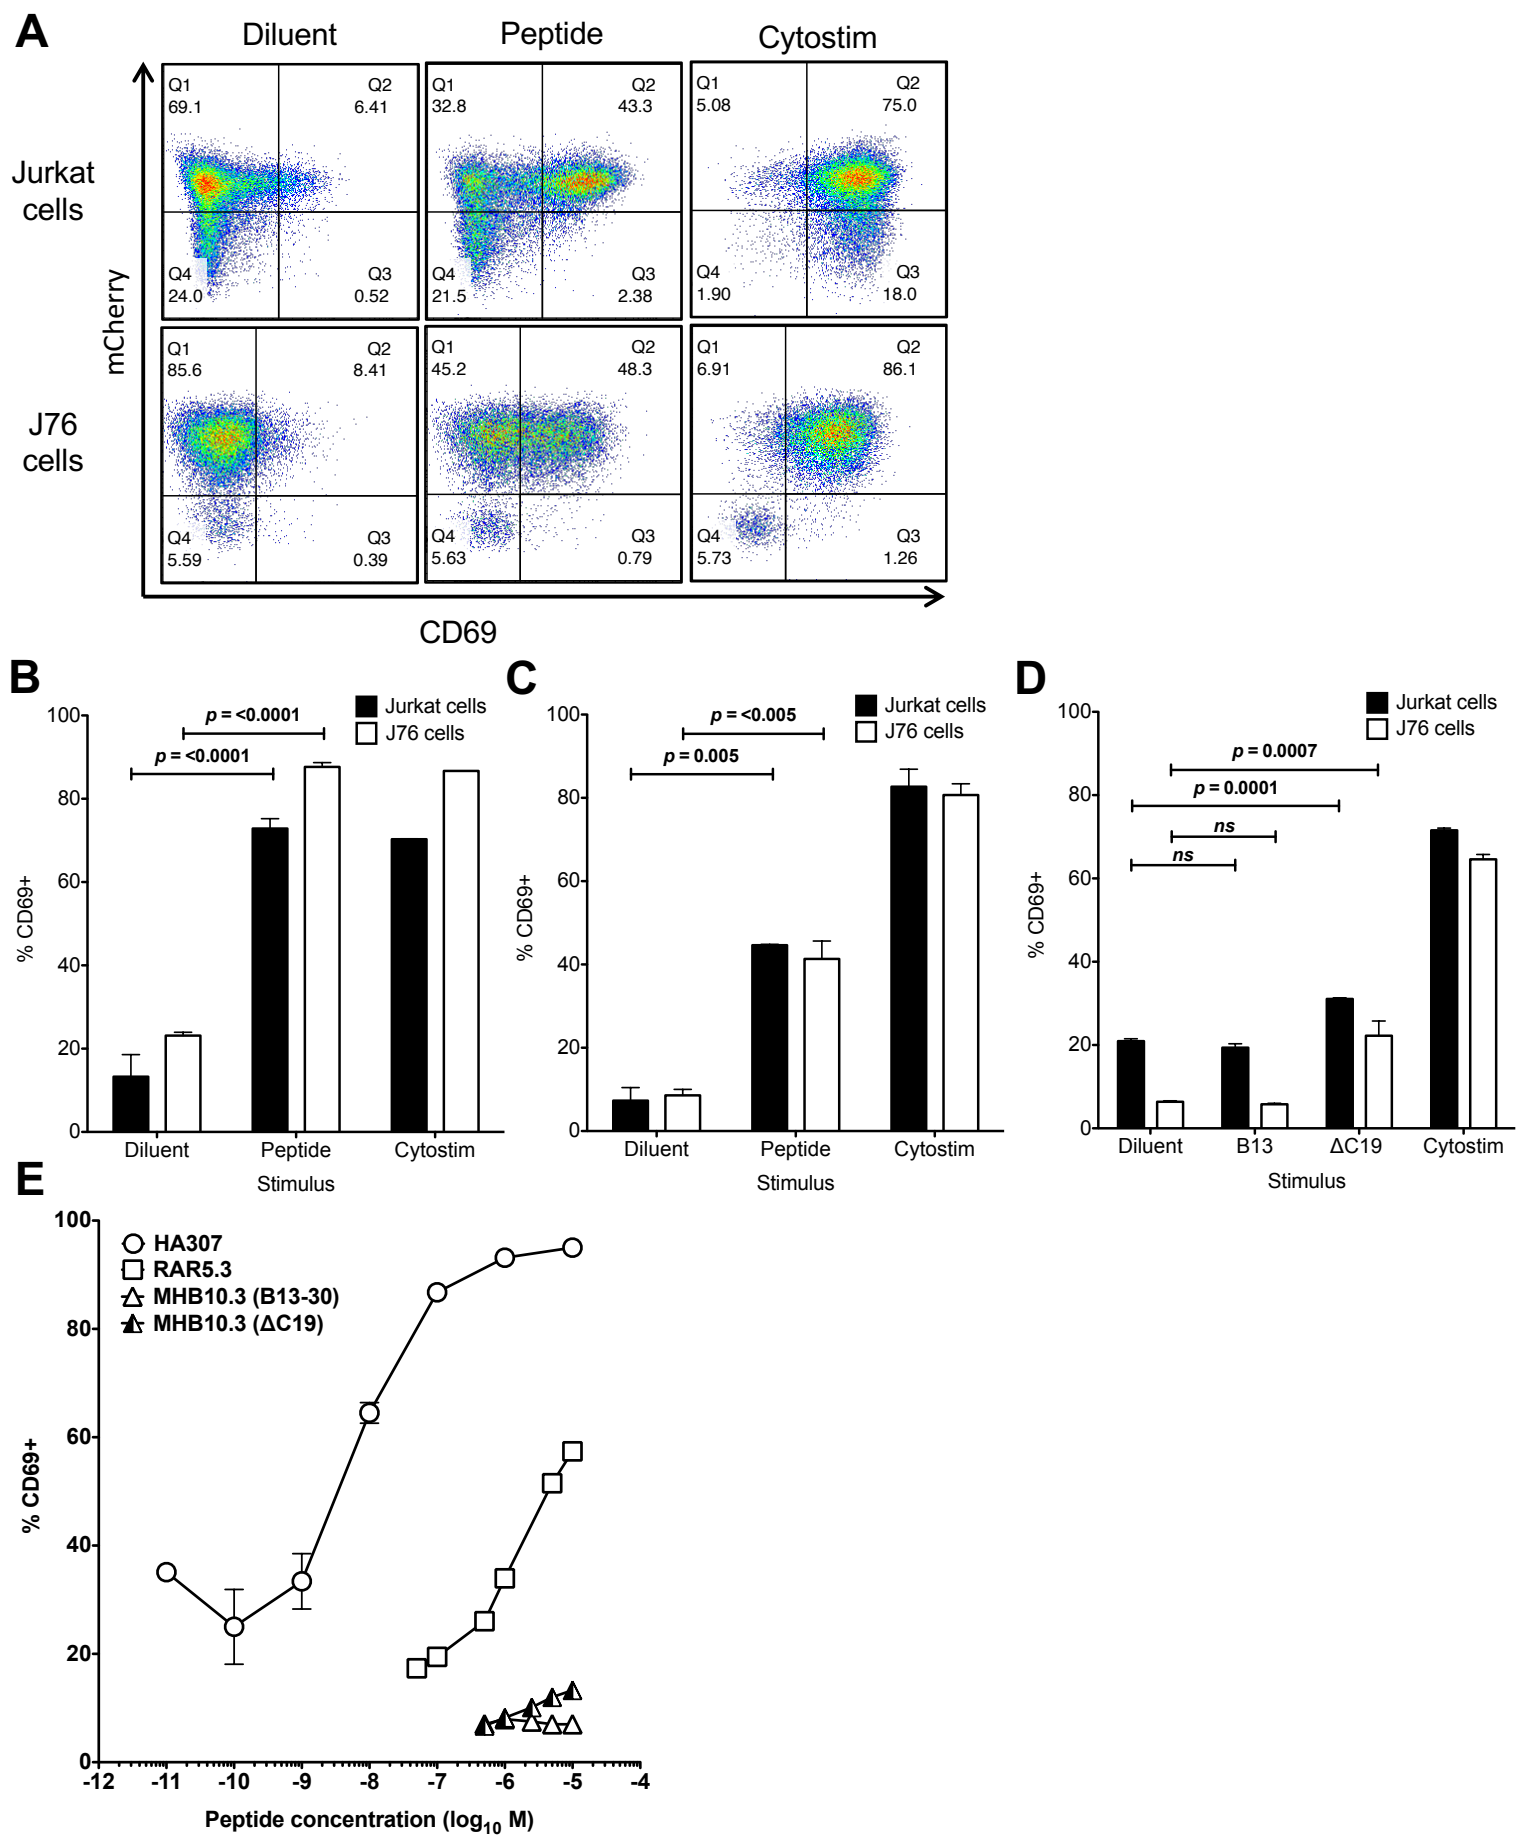 A
Diluent
Peptide
Cytostim
Jurkat
cells
Q1
69.1
Q2
6.41
Q4
24.0
Q3
0.52
Q1
32.8
Q2
43.3
Q4
21.5
Q3
2.38
Q1
5.08
Q2
75.0
Q4
1.90
Q3
18.0
mCherry
J76
cells
Q1
85.6
Q2
8.41
Q4
5.59
Q3
0.39
Q1
45.2
Q2
48.3
Q4
5.63
Q3
0.79
Q1
6.91
Q2
86.1
Q4
5.73
Q3
1.26
CD69
B
Jurkat cells
J76 cells
p = <0.0001
p = <0.0001
% CD69+
100
80
60
40
20
0
Diluent
Peptide
Cytostim
Stimulus
C
Jurkat cells
J76 cells
p = <0.005
p = 0.005
% CD69+
100
80
60
40
20
0
Diluent
Peptide
Cytostim
Stimulus
D
Jurkat cells
J76 cells
p = 0.0007
p = 0.0001
ns
ns
% CD69+
100
80
60
40
20
0
Diluent
B13
ΔC19
Cytostim
Stimulus
E
HA307
RAR5.3
MHB10.3 (B13-30)
MHB10.3 (ΔC19)
% CD69+
100
80
60
40
20
0
-12
-11
-10
-9
-8
-7
-6
-5
-4
Peptide concentration (log10 M)